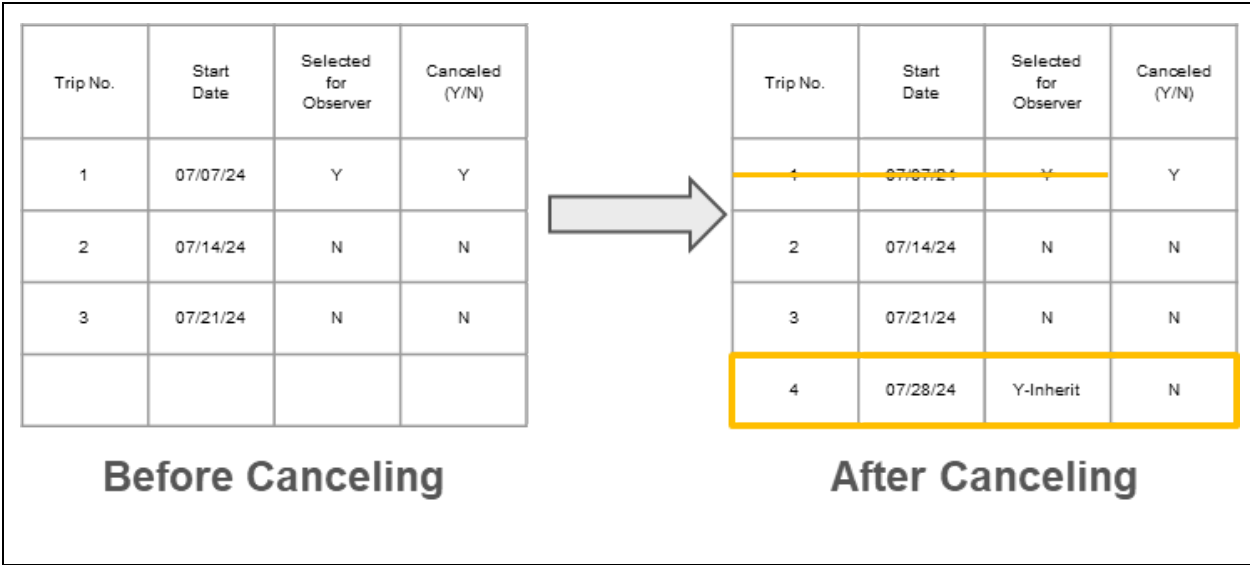 Trip No. Start Date Selected for Observer Canceled (Y/N)
1 07/07/24 Y Y
2 07/14/24 N N
3 07/21/24 N N
Before Canceling
Trip No. Start Date Selected for Observer Canceled (Y/N)
1 07/07/24 Y Y
2 07/14/24 N N
3 07/21/24 N N
4 07/28/24 Y-Inherit N
After Canceling